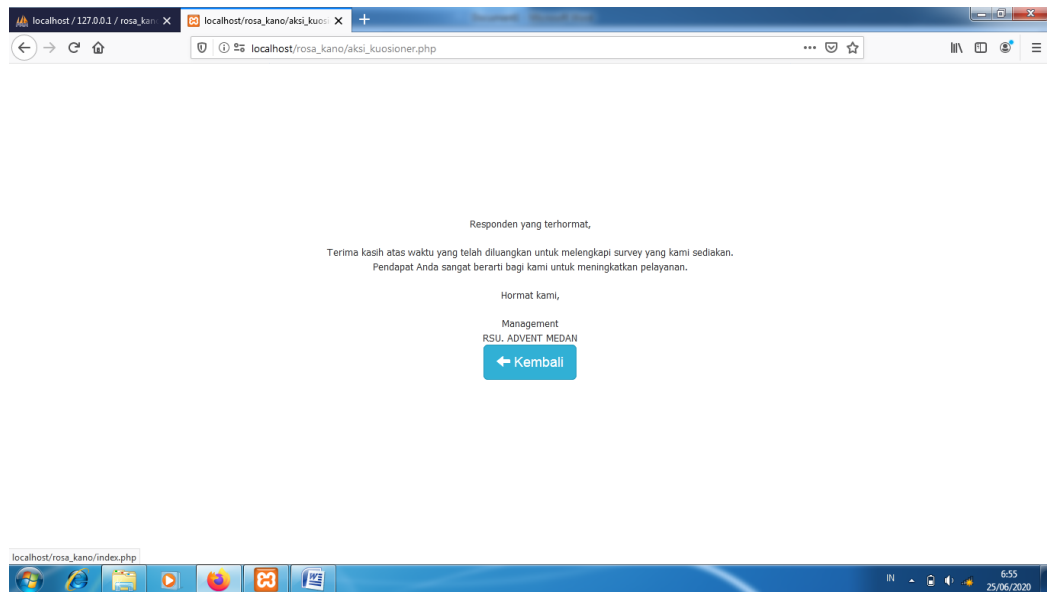 localhost / 127.0.0.1 / rosa_kan
localhost/rosa_kano/aksi_kuosi
localhost/rosa_kano/aksi_kuosioner.php
Responden yang terhormat,
Terima kasih atas waktu yang telah diluangkan untuk melengkapi survey yang kami sediakan.
Pendapat Anda sangat berarti bagi kami untuk meningkatkan pelayanan.
Hormat kami,
Management
RSU. ADVENT MEDAN
Kembali
localhost/rosa_kano/index.php
IN
6:55
25/06/2020